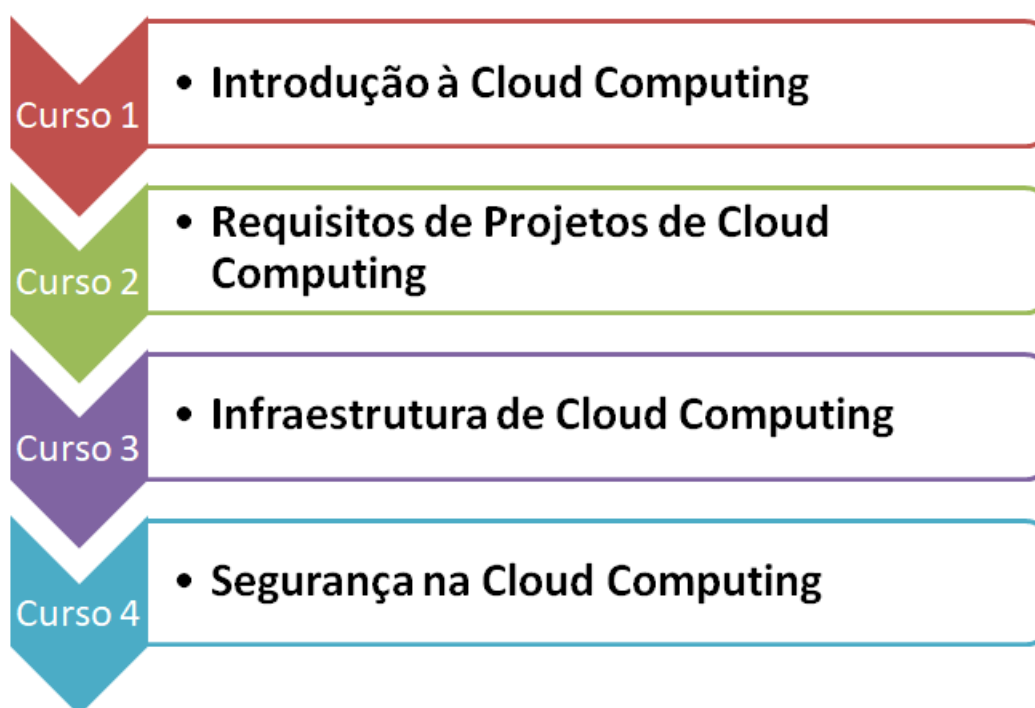 Curso 1
• Introdução à Cloud Computing
Curso 2
• Requisitos de Projetos de Cloud
Computing
Curso 3
• Infraestrutura de Cloud Computing
Curso 4
• Segurança na Cloud Computing